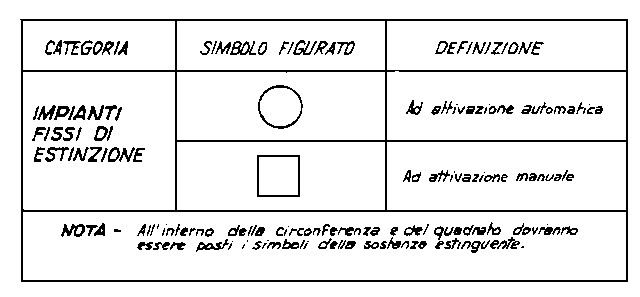 CATEGORIA SIMBOLO FIGURATO DEFINIZIONE
IMPIANTI
FISSI DI
ESTINZIONE
Ad attivazione automatica
Ad attivazione manuale
NOTA - All'interno della circonferenza e del quadrato dovranno
essere posti i simboli della sostanza estinguente.